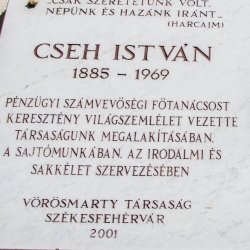 „CSAK SZERETETÜNK VOLT,
NÉPÜNK ÉS HAZÁNK IRÁNT..."
(HARCAIM)
CSEH ISTVÁN
1885 – 1969
PÉNZÜGYI SZÁMVEVŐSÉGI FŐTANÁCSOST
KERESZTÉNY VILÁGSZEMLÉLET VEZETTE
TÁRSASÁGUNK MEGALAKÍTÁSÁBAN,
A SAJTÓMUNKÁBAN, AZ IRODALMI ÉS
SAKKÉLET SZERVEZÉSÉBEN
VÖRÖSMARTY TÁRSASÁG
SZÉKESFEHÉRVÁR
2001